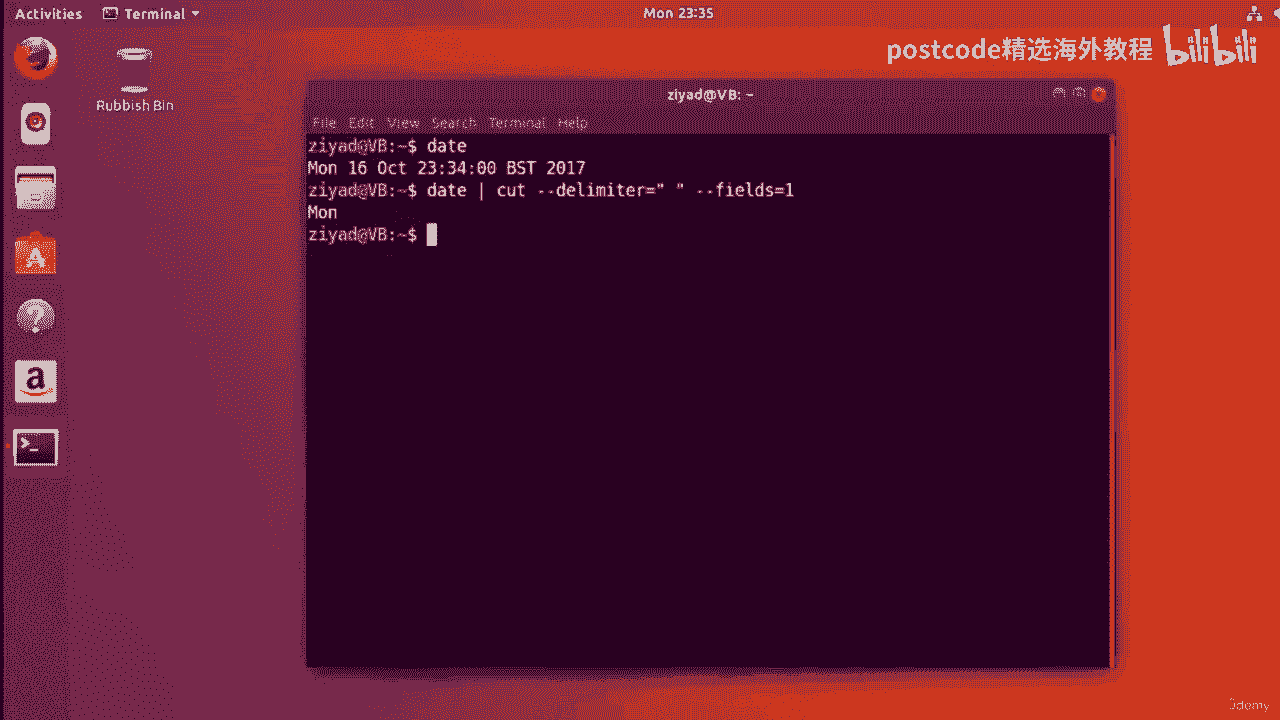 Activities Terminal Mon 23:35
postcode精选海外教程 bilibili
Rubbish Bin
ziyad@VB: ~
File Edit View Search Terminal Help
ziyad@VB:~$ date
Mon 16 Oct 23:34:00 BST 2017
ziyad@VB:~$ date | cut --delimiter=" " --fields=1
Mon
ziyad@VB:~$
Udemy